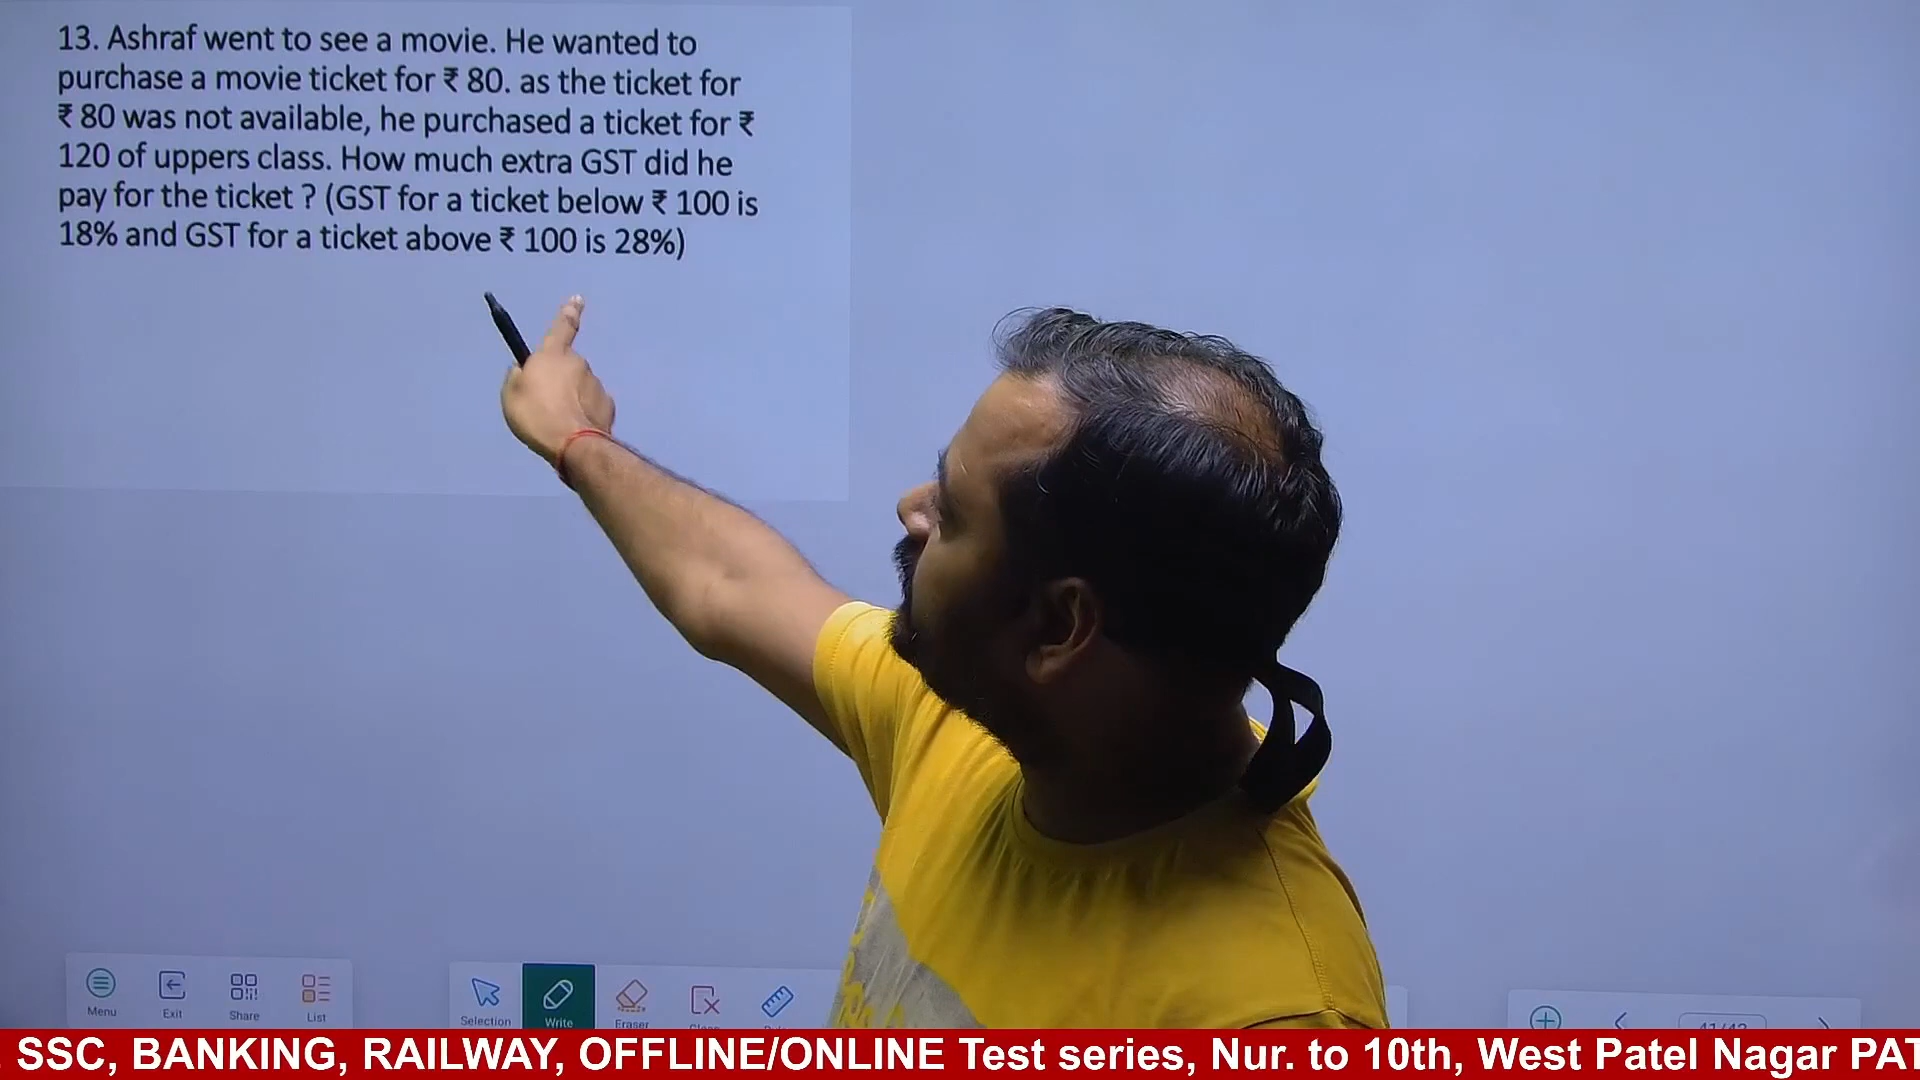 13. Ashraf went to see a movie. He wanted to
purchase a movie ticket for ₹ 80. as the ticket for
₹ 80 was not available, he purchased a ticket for ₹
120 of uppers class. How much extra GST did he
pay for the ticket ? (GST for a ticket below ₹ 100 is
18% and GST for a ticket above ₹ 100 is 28%)
Menu
Exit
Share
List
Selection
Write
Eraser
41/42
SSC, BANKING, RAILWAY, OFFLINE/ONLINE Test series, Nur. to 10th, West Patel Nagar PAT